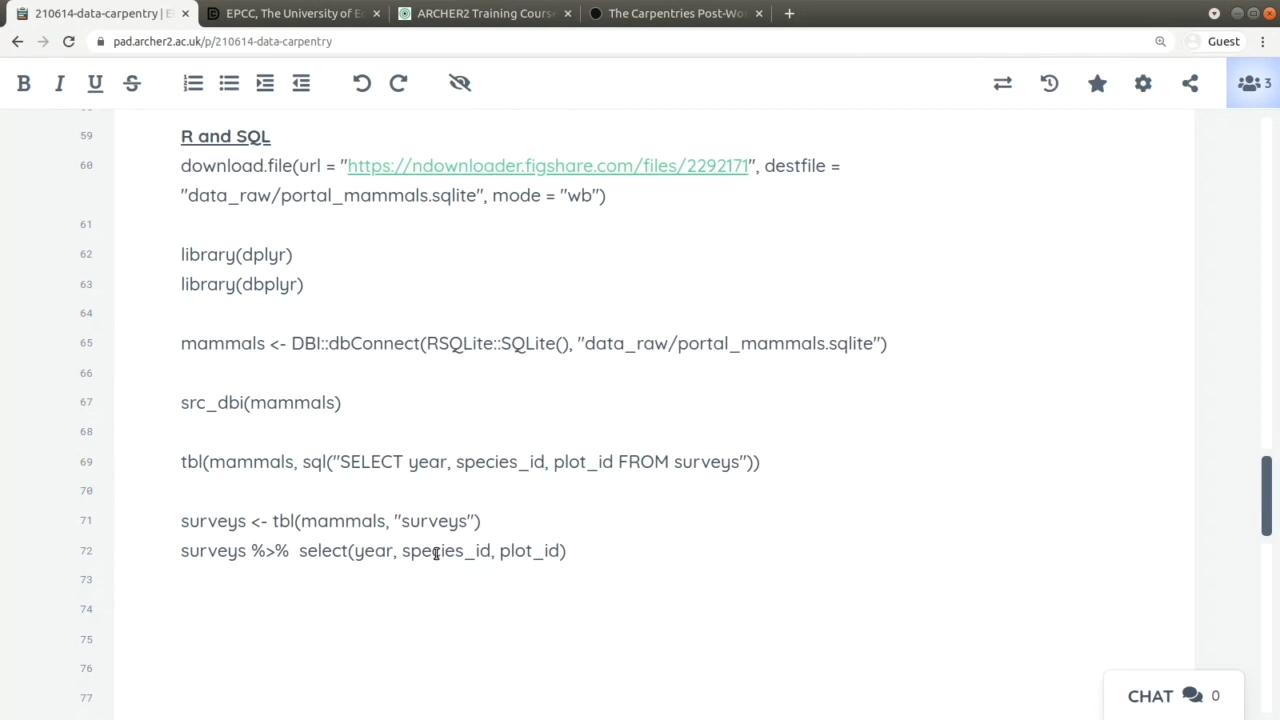 210614-data-carpentry | E
EPCC, The University of E
ARCHER2 Training Cours
The Carpentries Post-Wo
pad.archer2.ac.uk/p/210614-data-carpentry
Guest
B I U S
3
59 R and SQL
60 download.file(url = "https://ndownloader.figshare.com/files/2292171", destfile =
"data_raw/portal_mammals.sqlite", mode = "wb")
61
62 library(dplyr)
63 library(dbplyr)
64
65 mammals <- DBI::dbConnect(RSQLite::SQLite(), "data_raw/portal_mammals.sqlite")
66
67 src_dbi(mammals)
68
69 tbl(mammals, sql("SELECT year, species_id, plot_id FROM surveys"))
70
71 surveys <- tbl(mammals, "surveys")
72 surveys %>%  select(year, species_id, plot_id)
73
74
75
76
77
CHAT 0